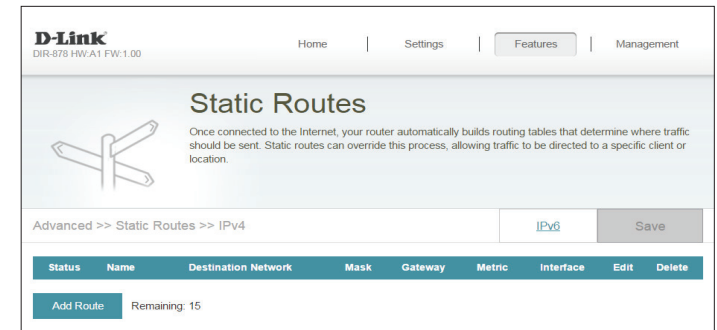 D-Link
DIR-878 HW:A1 FW:1.00
Home | Settings | Features | Management
Static Routes
Once connected to the Internet, your router automatically builds routing tables that determine where traffic
should be sent. Static routes can override this process, allowing traffic to be directed to a specific client or
location.
Advanced >> Static Routes >> IPv4
IPv6
Save
Status Name Destination Network Mask Gateway Metric Interface Edit Delete
Add Route Remaining: 15